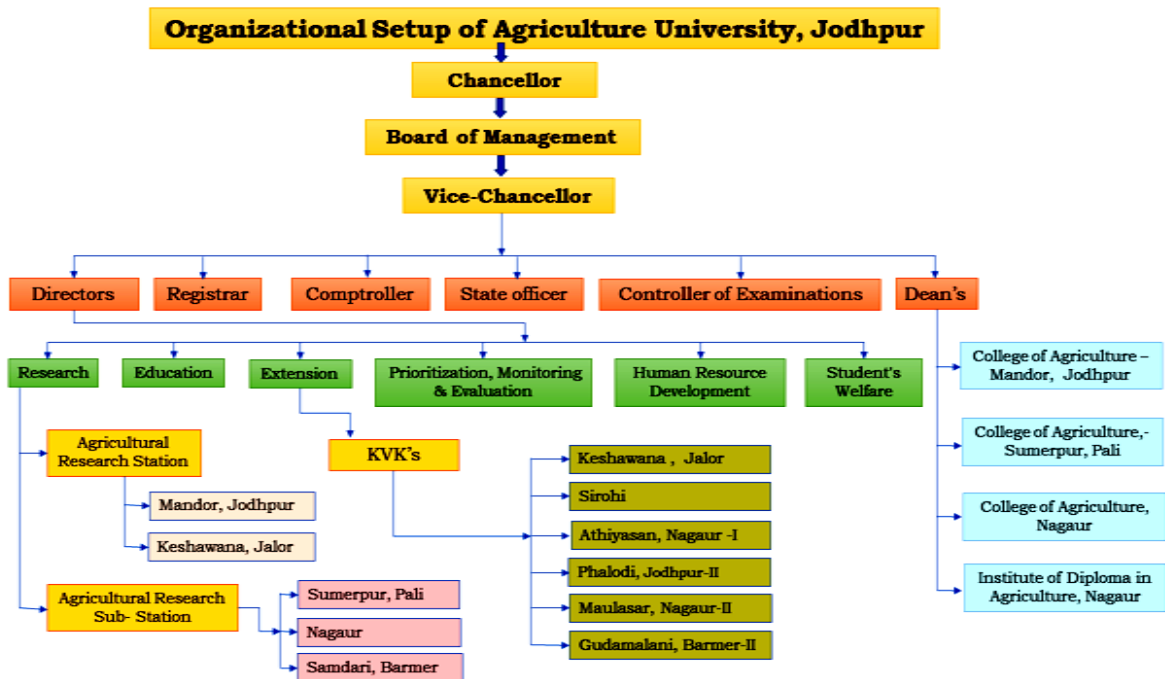 Organizational Setup of Agriculture University, Jodhpur
Chancellor
Board of Management
Vice-Chancellor
Directors
Registrar
Comptroller
State officer
Controller of Examinations
Dean's
Research
Education
Extension
Prioritization, Monitoring
& Evaluation
Human Resource
Development
Student's
Welfare
College of Agriculture –
Mandor, Jodhpur
College of Agriculture,-
Sumerpur, Pali
College of Agriculture,
Nagaur
Institute of Diploma in
Agriculture, Nagaur
Agricultural
Research Station
Mandor, Jodhpur
Keshawana, Jalor
Agricultural Research
Sub- Station
Sumerpur, Pali
Nagaur
Samdari, Barmer
KVK's
Keshawana , Jalor
Sirohi
Athiyasan, Nagaur -I
Phalodi, Jodhpur-II
Maulasar, Nagaur-II
Gudamalani, Barmer-II